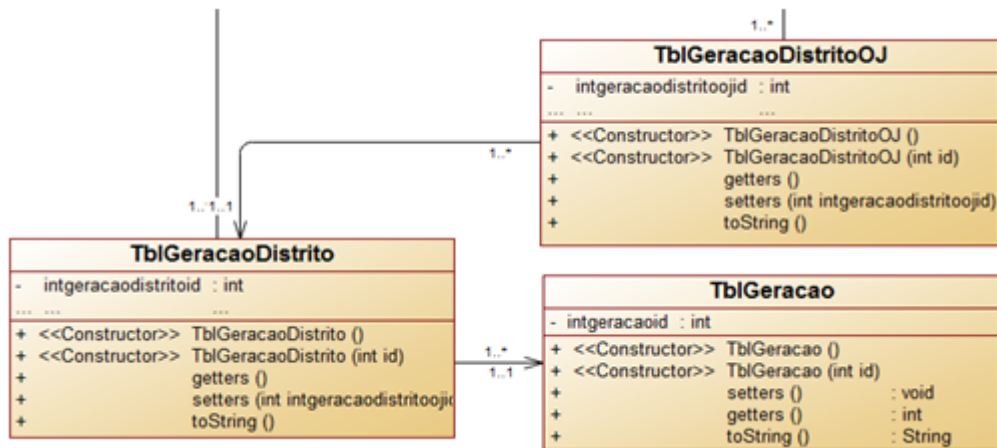 1..*
TblGeracaoDistritoOJ
- intgeracaodistritoojid : int
... ... ...
+ <<Constructor>> TblGeracaoDistritoOJ ()
+ <<Constructor>> TblGeracaoDistritoOJ (int id)
+ getters ()
+ setters (int intgeracaodistritoojid)
+ toString ()
1..*
1..*1..1
TblGeracaoDistrito
- intgeracaodistritoid : int
... ... ...
+ <<Constructor>> TblGeracaoDistrito ()
+ <<Constructor>> TblGeracaoDistrito (int id)
+ getters ()
+ setters (int intgeracaodistritoojid
+ toString ()
1..*
1..1
TblGeracao
- intgeracaoid : int
+ <<Constructor>> TblGeracao ()
+ <<Constructor>> TblGeracao (int id)
+ setters () : void
+ getters () : int
+ toString () : String